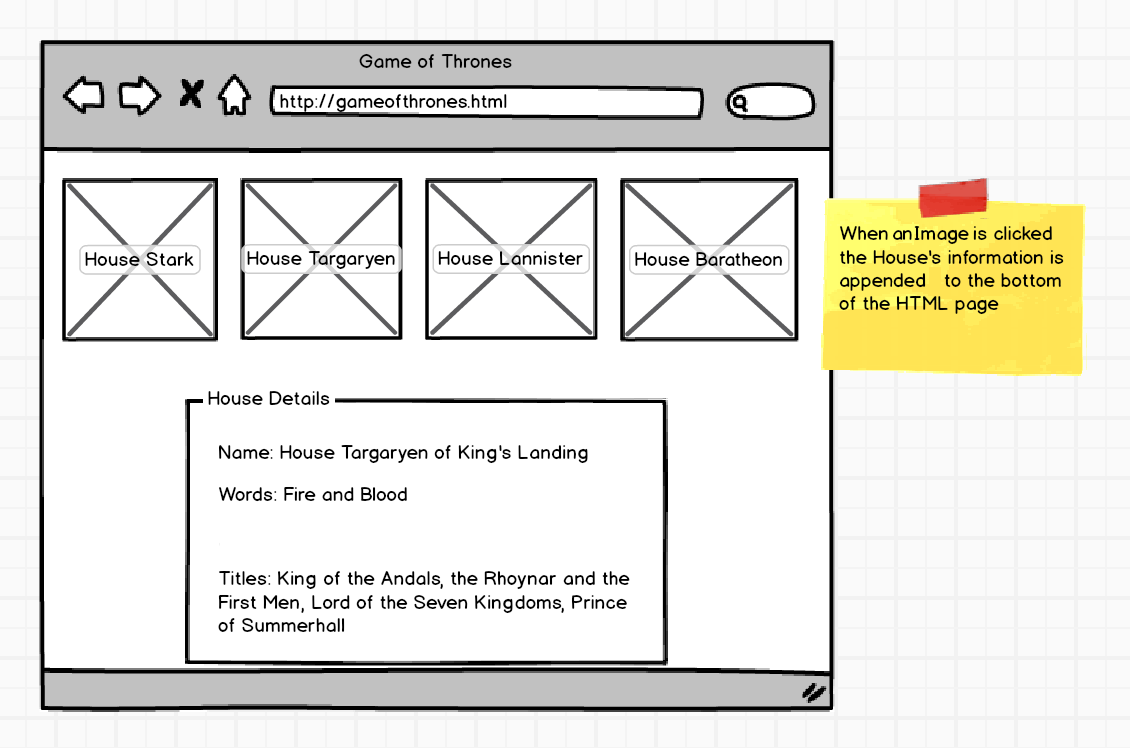 Game of Thrones
http://gameofthrones.html
House Stark
House Targaryen
House Lannister
House Baratheon
When anImage is clicked
the House's information is
appended to the bottom
of the HTML page
House Details
Name: House Targaryen of King's Landing
Words: Fire and Blood
Titles: King of the Andals, the Rhoynar and the
First Men, Lord of the Seven Kingdoms, Prince
of Summerhall